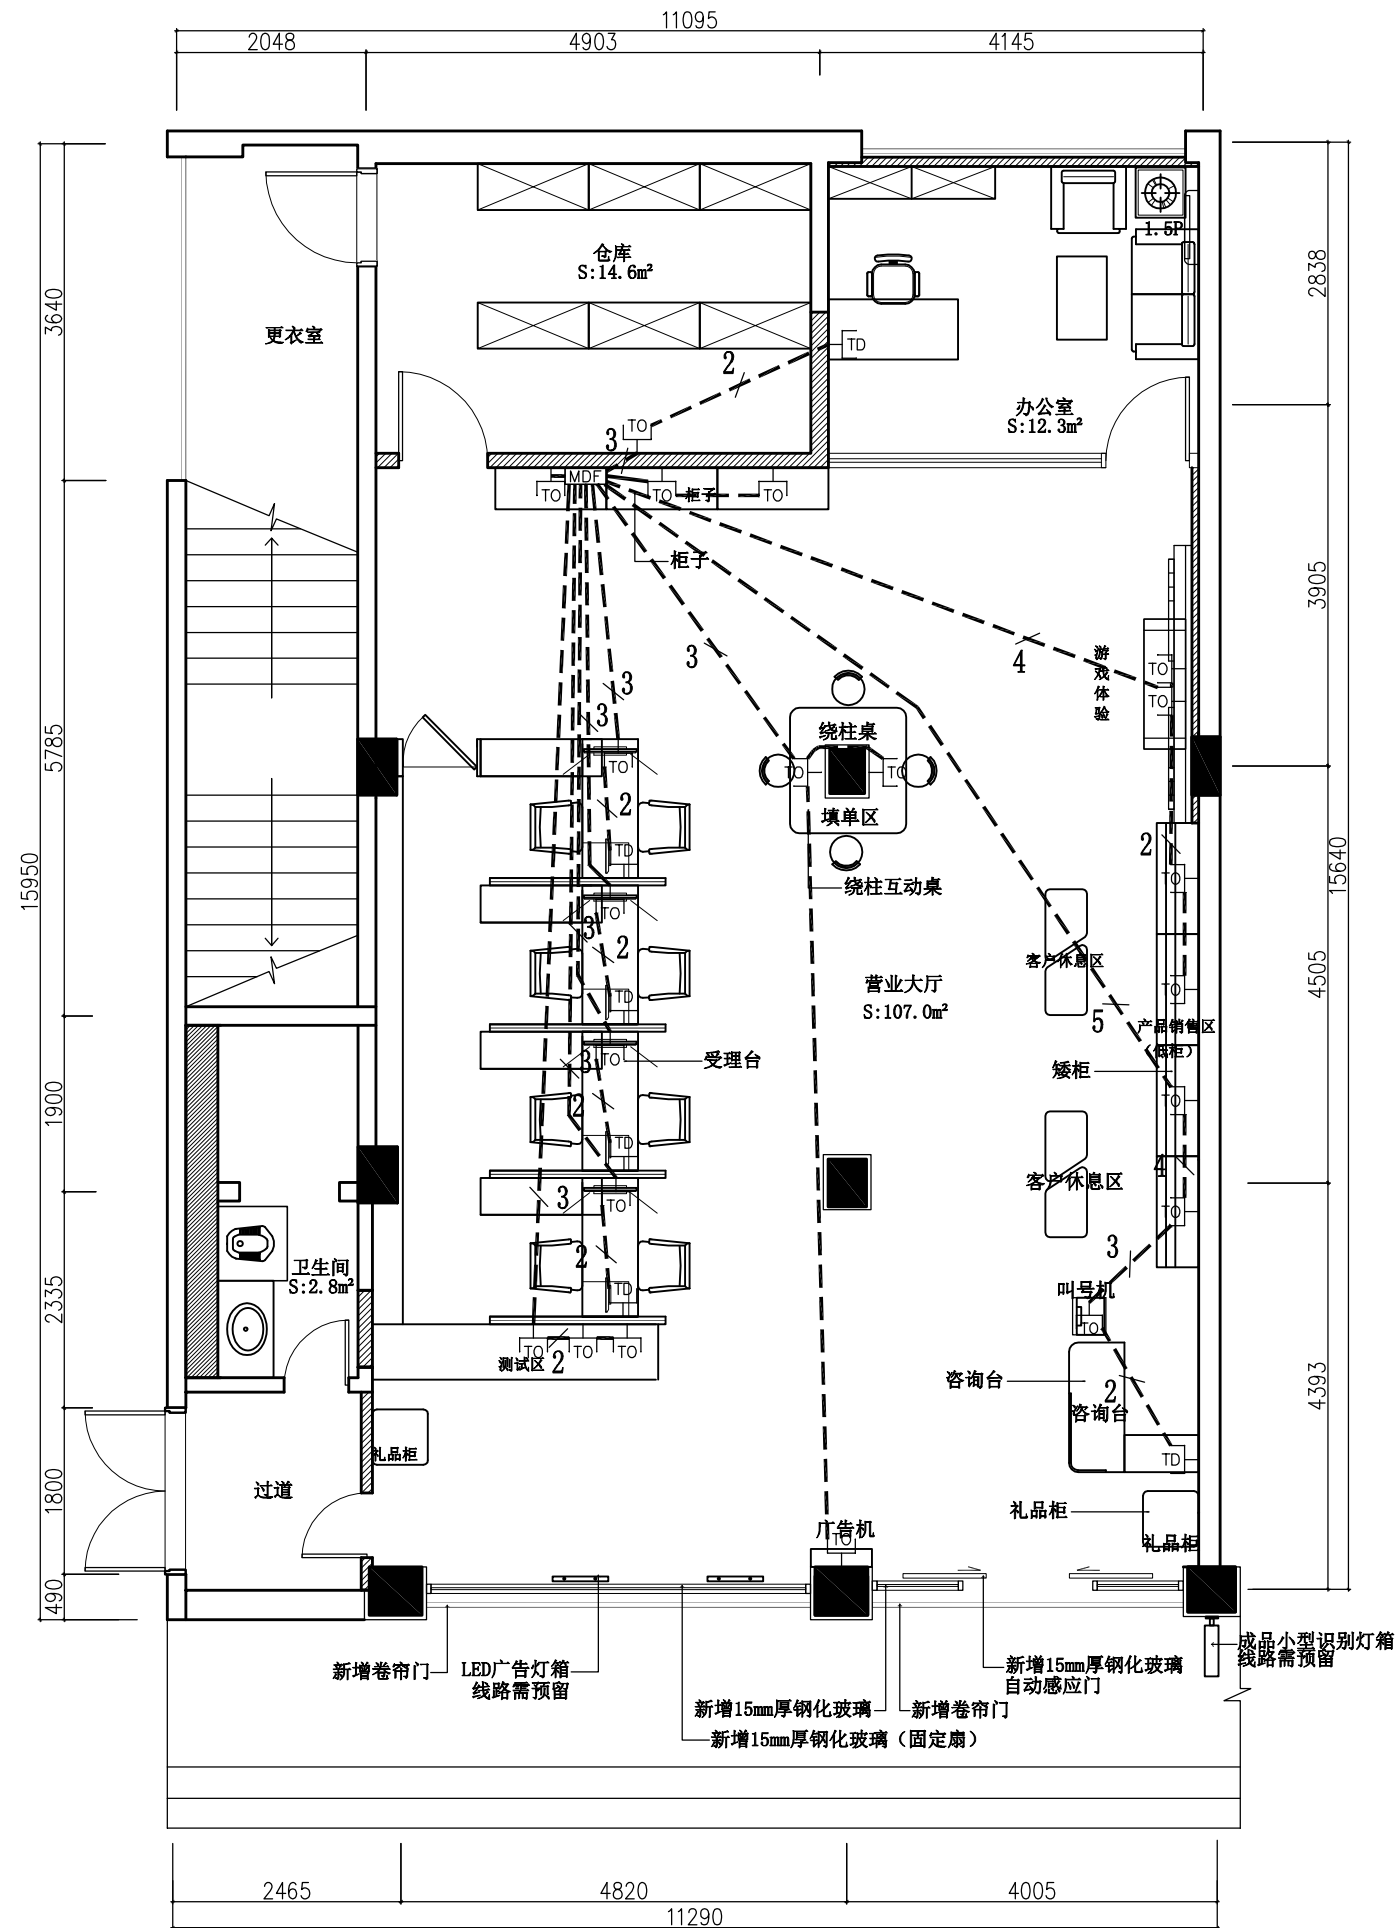 11095
2048
4903
4145
3640
5785
1900
2335
1800
490
15950
2838
3905
4505
4393
15640
仓库
S:14.6m²
1.5P
更衣室
2
TD
办公室
S:12.3m²
TO
3
MDF
TO
TO
柜子
TO
柜子
3
3
3
4
游戏体验
TO
TO
绕柱桌
TO
TO
填单区
绕柱互动桌
TO
2
TD
2
TO
TO
3
2
TD
营业大厅
S:107.0m²
客户休息区
TO
5
产品销售区
（低柜）
TO
3
受理台
矮柜
TO
2
TD
4
客户休息区
TO
3
TO
2
TD
3
叫号机
TO
卫生间
S:2.8m²
TO
TO
TO
测试区
2
咨询台
2
咨询台
TD
礼品柜
过道
礼品柜
礼品柜
广告机
TO
新增卷帘门
LED广告灯箱
线路需预留
新增15mm厚钢化玻璃
自动感应门
成品小型识别灯箱
线路需预留
新增15mm厚钢化玻璃
新增卷帘门
新增15mm厚钢化玻璃（固定扇）
2465
4820
4005
11290